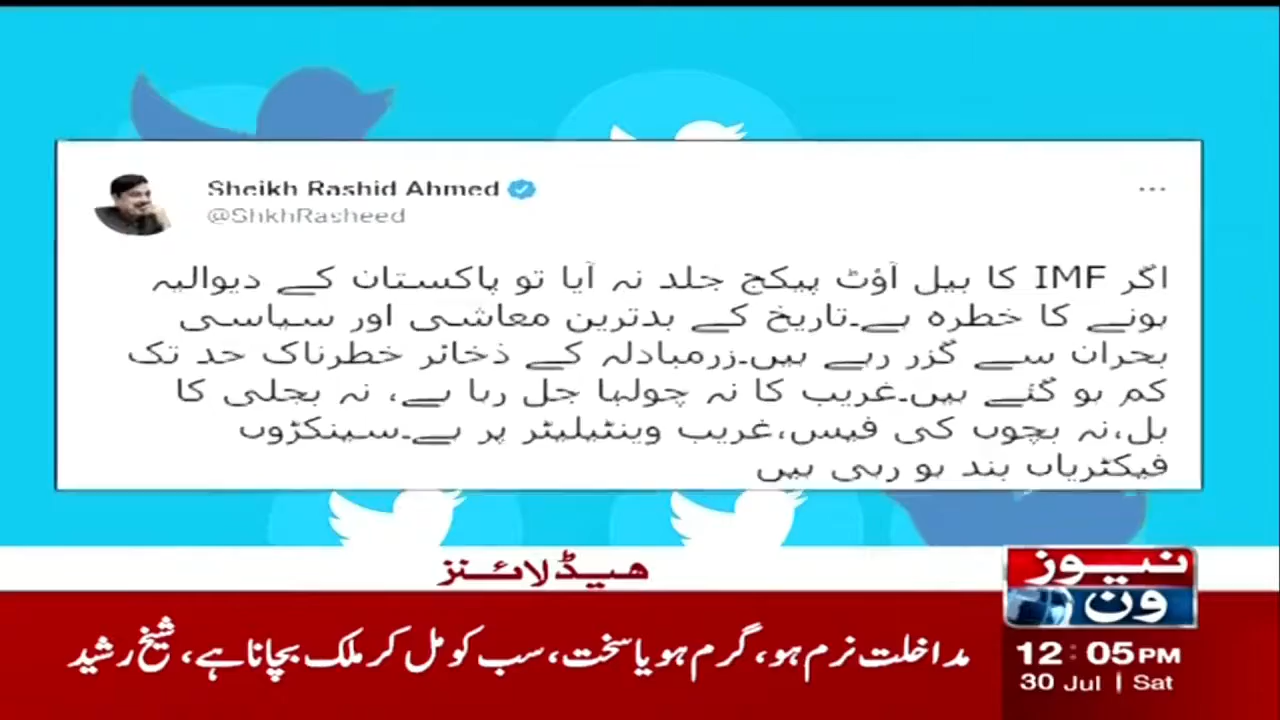 Sheikh Rashid Ahmed
@ShkhRasheed
اگر IMF کا بیل آؤٹ پیکج جلد نہ آیا تو پاکستان کے دیوالیہ
ہونے کا خطرہ ہے۔تاریخ کے بدترین معاشی اور سیاسی
بحران سے گزر رہے ہیں۔زرمبادلہ کے ذخائر خطرناک حد تک
کم ہو گئے ہیں۔غریب کا نہ چولہا جل رہا ہے، نہ بجلی کا
بل،نہ بچوں کی فیس،غریب وینٹیلیٹر پر ہے۔سینکڑوں
فیکٹریاں بند ہو رہی ہیں
ھیڈلائنز
نیوز
ون
مداخلت نرم ہو، گرم ہو یا سخت، سب کو مل کر ملک بچانا ہے، شیخ رشید
12:05PM
30 Jul | Sat